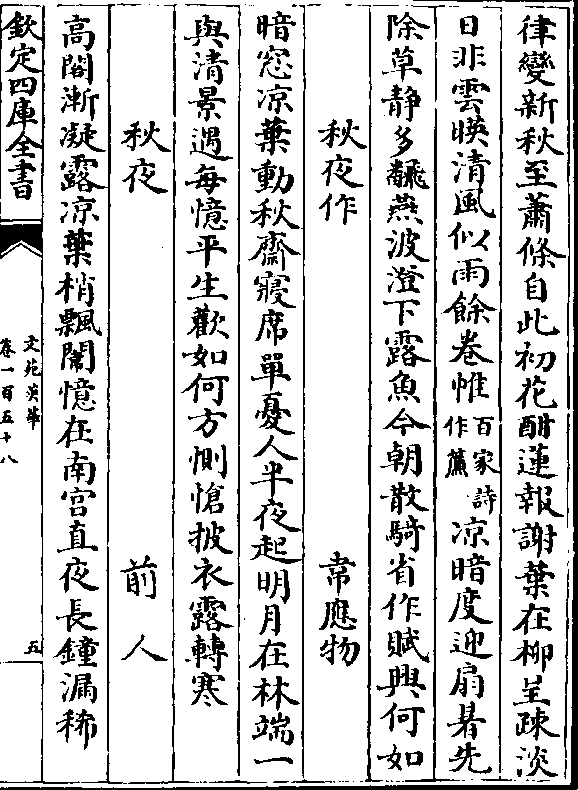 律變新秋至蕭條自此初花酣蓮報謝葉在栁呈疎淡
日非雲暎清風似雨餘卷帷百家詩作簾凉暗度迎扇暑先
除草静多翻燕波澄下露魚今朝散騎省作賦興何如
秋夜作 韋應物
暗窓凉葉動秋齋寢席單憂人半夜起明月在林端一
與清景遇每憶平生歡如何方惻愴披衣露轉寒
秋夜 前人
高閣漸凝露凉葉梢飄闈憶在南宫直夜長鐘漏稀
欽定四庫全書
文苑英華
卷一百五十八
五